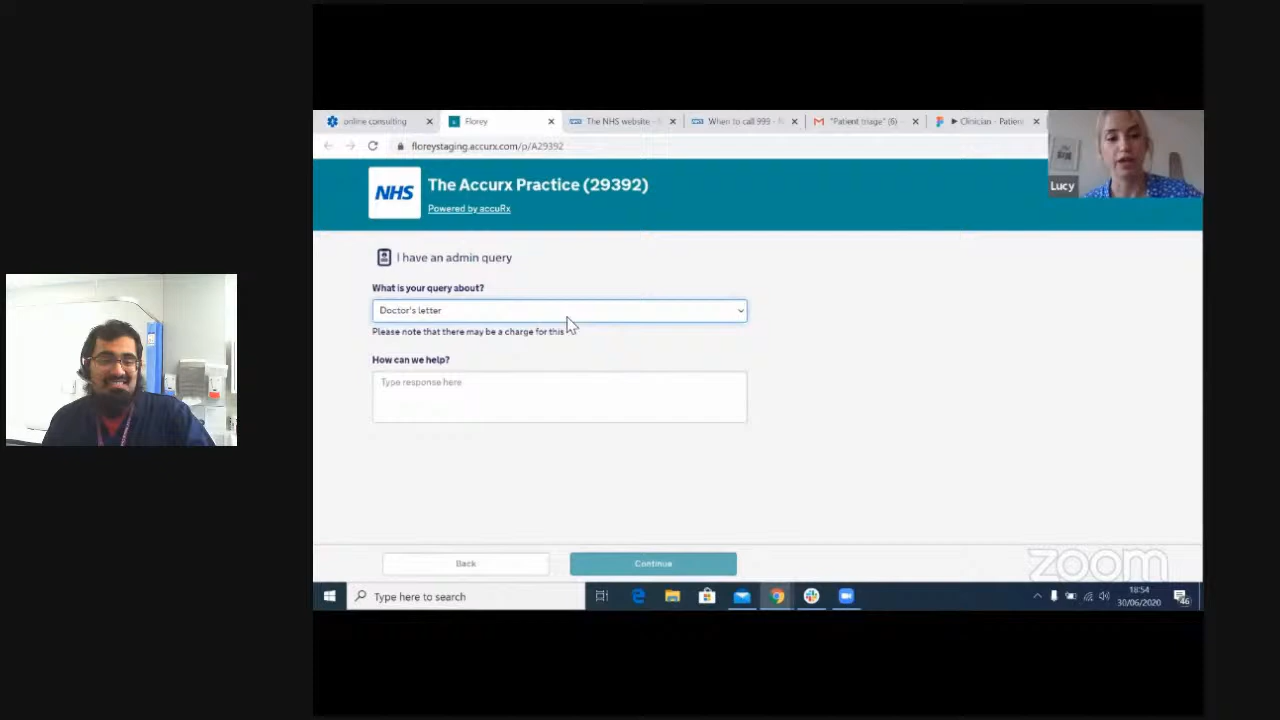 online consulting
Florey
The NHS website -
When to call 999 -
"Patient triage" (6)
Clinician - Patient
floreystaging.accurx.com/p/A29392
Lucy
NHS
The Accurx Practice (29392)
Powered by accuRx
I have an admin query
What is your query about?
Doctor's letter
Please note that there may be a charge for this
How can we help?
Type response here
Back
Continue
zoom
Type here to search
18:54
30/06/2020
46